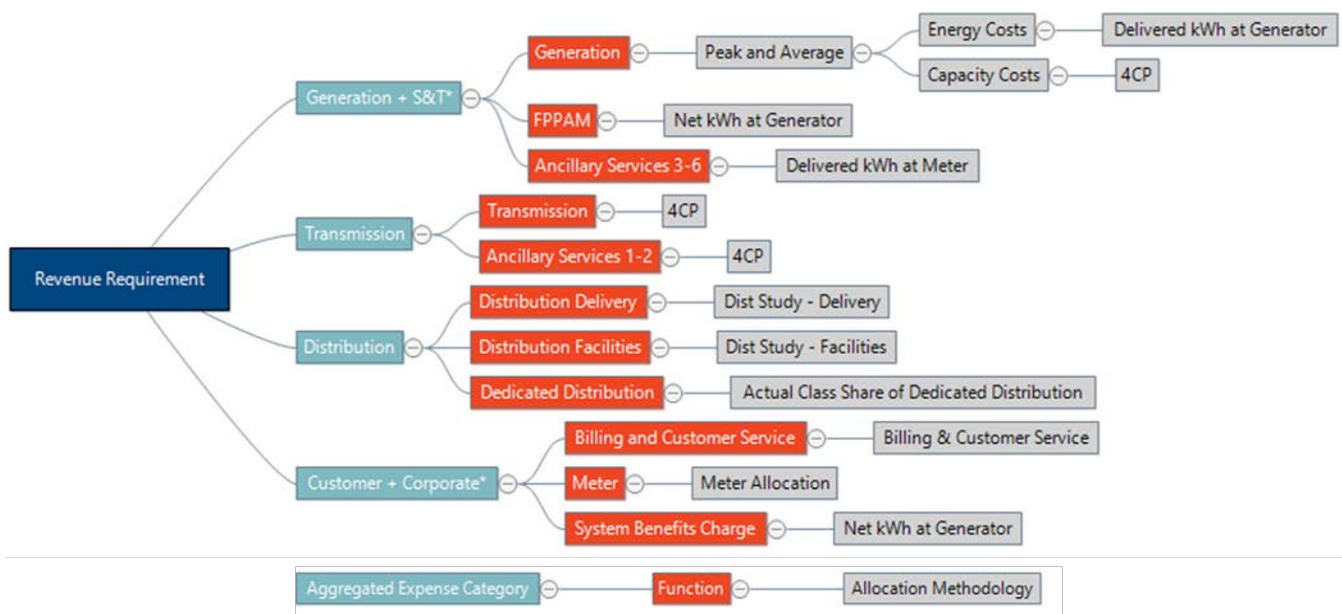 Revenue Requirement
Generation + S&T*
Generation
Peak and Average
Energy Costs
Delivered kWh at Generator
Capacity Costs
4CP
FPPAM
Net kWh at Generator
Ancillary Services 3-6
Delivered kWh at Meter
Transmission
Transmission
4CP
Ancillary Services 1-2
4CP
Distribution
Distribution Delivery
Dist Study - Delivery
Distribution Facilities
Dist Study - Facilities
Dedicated Distribution
Actual Class Share of Dedicated Distribution
Customer + Corporate*
Billing and Customer Service
Billing & Customer Service
Meter
Meter Allocation
System Benefits Charge
Net kWh at Generator
Aggregated Expense Category
Function
Allocation Methodology